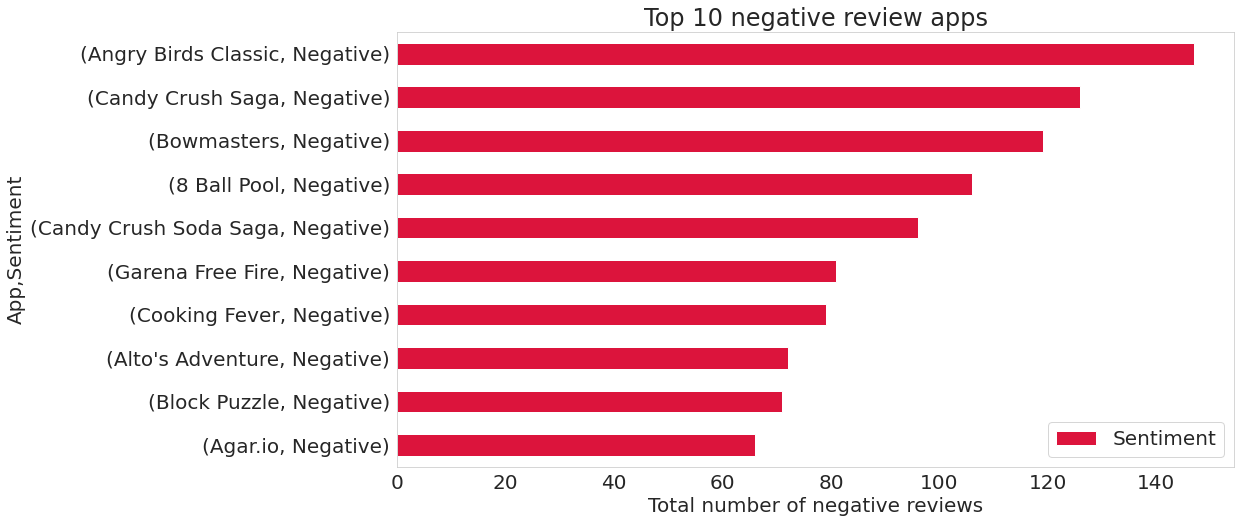 Top 10 negative review apps
App,Sentiment
(Angry Birds Classic, Negative)
(Candy Crush Saga, Negative)
(Bowmasters, Negative)
(8 Ball Pool, Negative)
(Candy Crush Soda Saga, Negative)
(Garena Free Fire, Negative)
(Cooking Fever, Negative)
(Alto's Adventure, Negative)
(Block Puzzle, Negative)
(Agar.io, Negative)
Sentiment
0 20 40 60 80 100 120 140
Total number of negative reviews